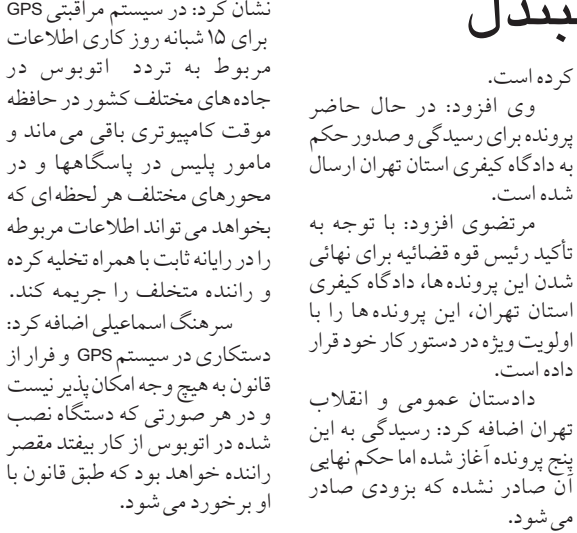 کرده است.
وی افزود: در حال حاضر
پرونده برای رسیدگی و صدور حکم
به دادگاه کیفری استان تهران ارسال
شده است.
مرتضوی افزود: با توجه به
تأکید رئیس قوه قضائیه برای نهائی
شدن این پرونده‌ها، دادگاه کیفری
استان تهران، این پرونده‌ها را با
اولویت ویژه در دستور کار خود قرار
داده است.
دادستان عمومی و انقلاب
تهران اضافه کرد: رسیدگی به این
پنج پرونده آغاز شده اما حکم نهایی
آن صادر نشده که بزودی صادر
می‌شود.
نشان کرد: در سیستم مراقبتی GPS
برای ۱۵ شبانه روز کاری اطلاعات
مربوط به تردد اتوبوس در
جاده‌های مختلف کشور در حافظه
موقت کامپیوتری باقی می‌ماند و
مامور پلیس در پاسگاهها و در
محورهای مختلف هر لحظه‌ای که
بخواهد می‌تواند اطلاعات مربوطه
را در رایانه ثابت با همراه تخلیه کرده
و راننده متخلف را جریمه کند.
سرهنگ اسماعیلی اضافه کرد:
دستکاری در سیستم GPS و فرار از
قانون به هیچ وجه امکان‌پذیر نیست
و در هر صورتی که دستگاه نصب
شده در اتوبوس از کار بیفتد مقصر
راننده خواهد بود که طبق قانون با
او برخورد می‌شود.